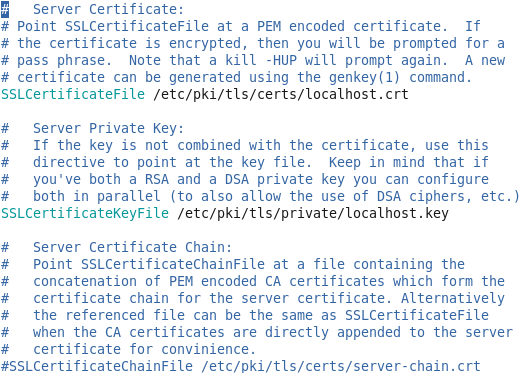 #   Server Certificate:
# Point SSLCertificateFile at a PEM encoded certificate.  If
# the certificate is encrypted, then you will be prompted for a
# pass phrase.  Note that a kill -HUP will prompt again.  A new
# certificate can be generated using the genkey(1) command.
SSLCertificateFile /etc/pki/tls/certs/localhost.crt

#   Server Private Key:
#   If the key is not combined with the certificate, use this
#   directive to point at the key file.  Keep in mind that if
#   you've both a RSA and a DSA private key you can configure
#   both in parallel (to also allow the use of DSA ciphers, etc.)
SSLCertificateKeyFile /etc/pki/tls/private/localhost.key

#   Server Certificate Chain:
#   Point SSLCertificateChainFile at a file containing the
#   concatenation of PEM encoded CA certificates which form the
#   certificate chain for the server certificate. Alternatively
#   the referenced file can be the same as SSLCertificateFile
#   when the CA certificates are directly appended to the server
#   certificate for convinience.
#SSLCertificateChainFile /etc/pki/tls/certs/server-chain.crt